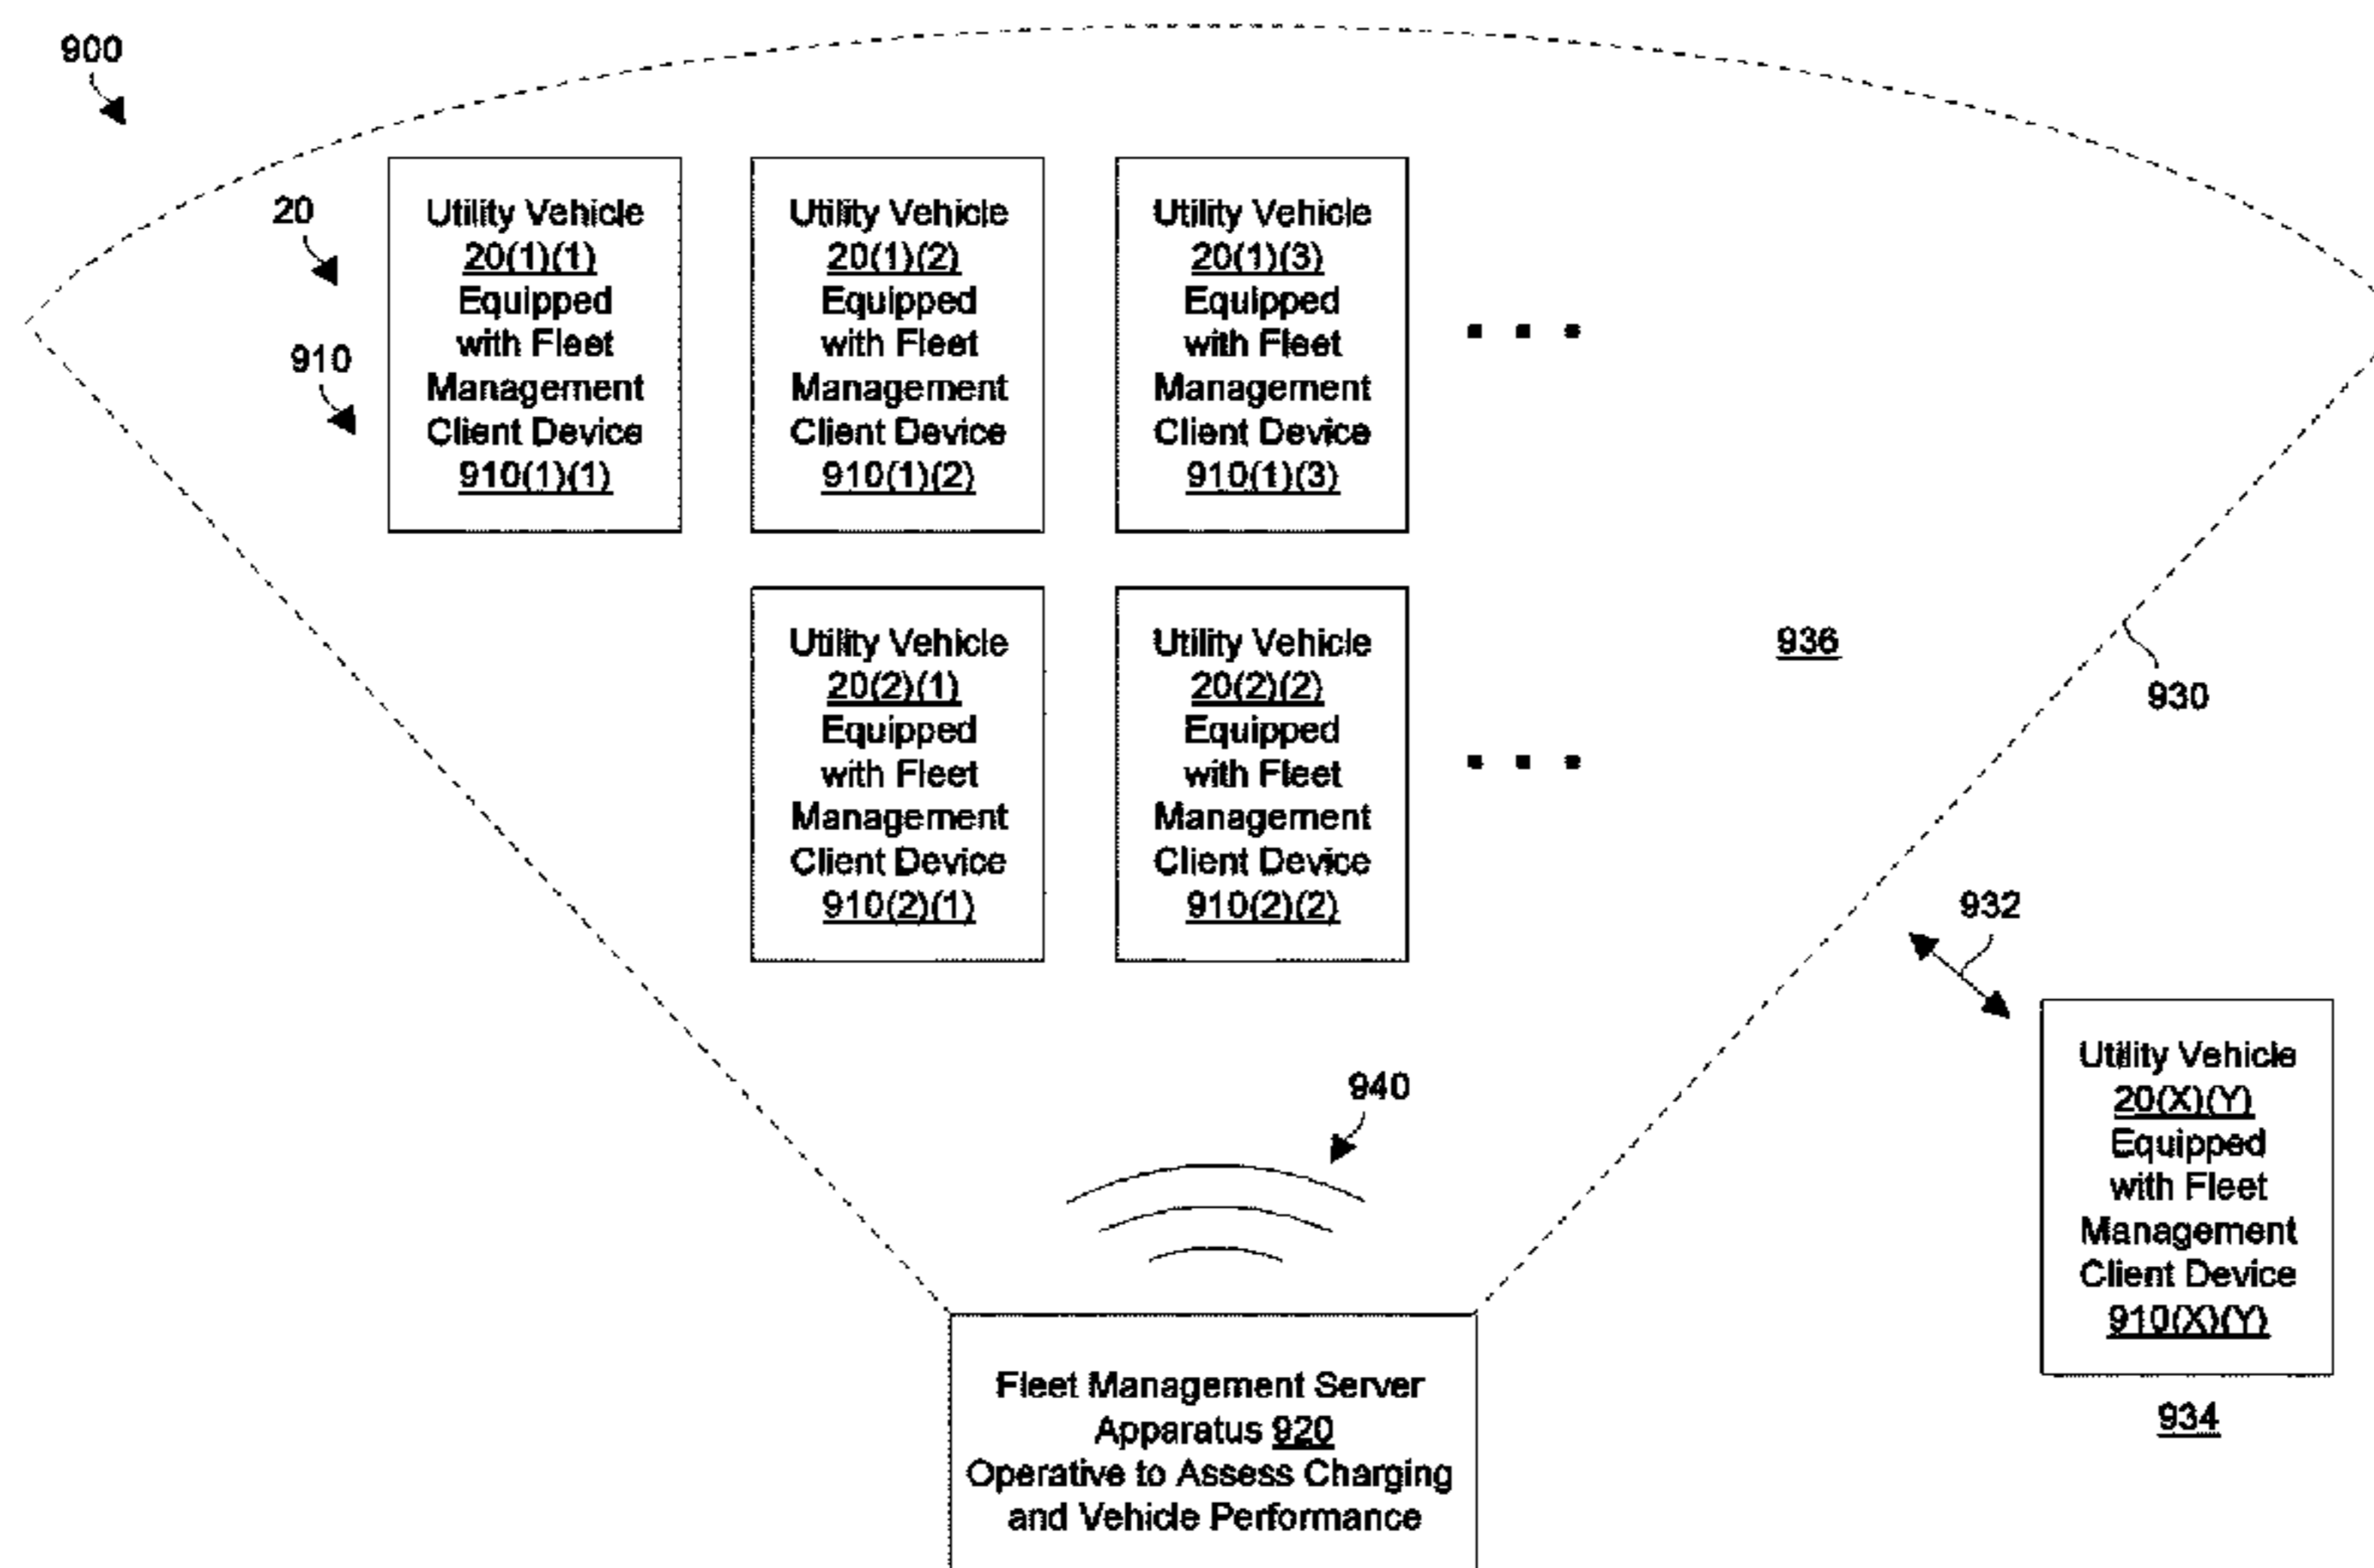 900
20
910
Utility Vehicle
20(1)(1)
Equipped
with Fleet
Management
Client Device
910(1)(1)
Utility Vehicle
20(1)(2)
Equipped
with Fleet
Management
Client Device
910(1)(2)
Utility Vehicle
20(1)(3)
Equipped
with Fleet
Management
Client Device
910(1)(3)
Utility Vehicle
20(2)(1)
Equipped
with Fleet
Management
Client Device
910(2)(1)
Utility Vehicle
20(2)(2)
Equipped
with Fleet
Management
Client Device
910(2)(2)
936
930
932
940
Utility Vehicle
20(X)(Y)
Equipped
with Fleet
Management
Client Device
910(X)(Y)
934
Fleet Management Server
Apparatus 920
Operative to Assess Charging
and Vehicle Performance